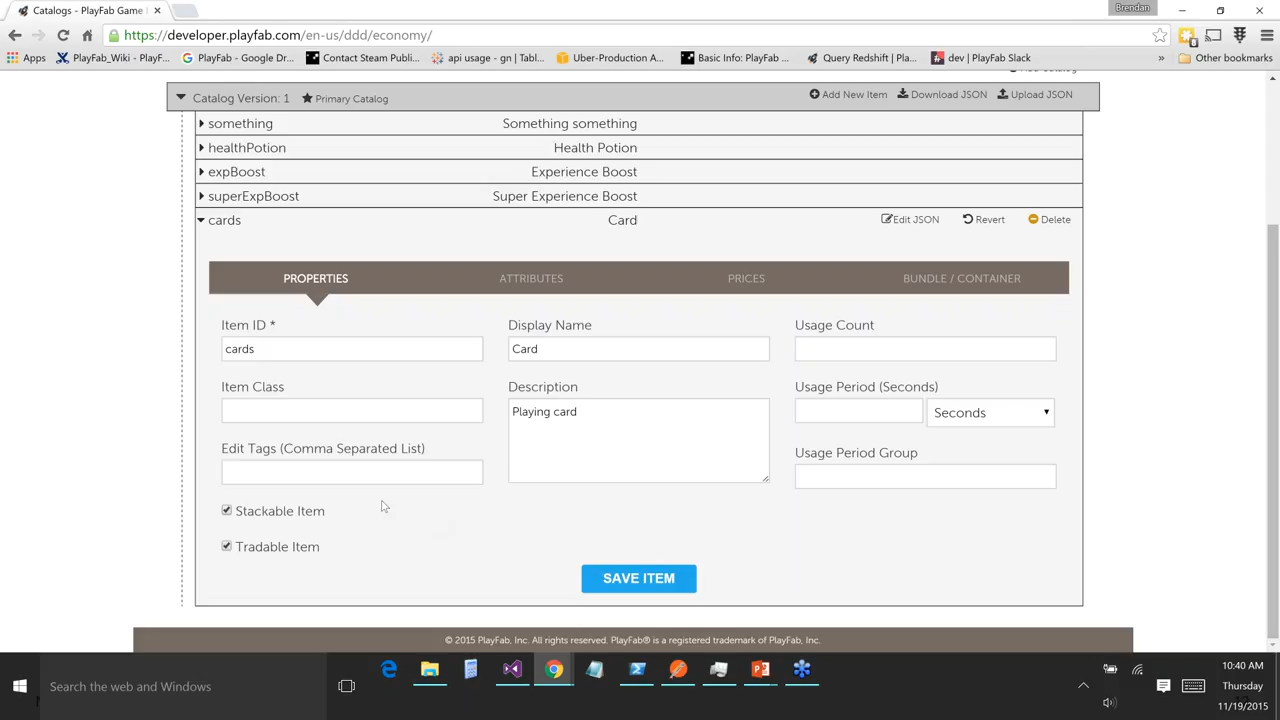 Catalogs - PlayFab Game
Brendan
https://developer.playfab.com/en-us/ddd/economy/
Apps
PlayFab_Wiki - PlayF...
PlayFab - Google Dr...
Contact Steam Publi...
api usage - gn | Tabl...
Uber-Production A...
Basic Info: PlayFab ...
Query Redshift | Pla...
dev | PlayFab Slack
»
Other bookmarks
Catalog Version: 1
Primary Catalog
Add New Item
Download JSON
Upload JSON
something
Something something
healthPotion
Health Potion
expBoost
Experience Boost
superExpBoost
Super Experience Boost
cards
Card
Edit JSON
Revert
Delete
PROPERTIES
ATTRIBUTES
PRICES
BUNDLE / CONTAINER
Item ID *
Display Name
Usage Count
cards
Card
Item Class
Description
Usage Period (Seconds)
Playing card
Seconds
Edit Tags (Comma Separated List)
Usage Period Group
Stackable Item
Tradable Item
SAVE ITEM
© 2015 PlayFab, Inc. All rights reserved. PlayFab® is a registered trademark of PlayFab, Inc.
Search the web and Windows
10:40 AM
Thursday
11/19/2015